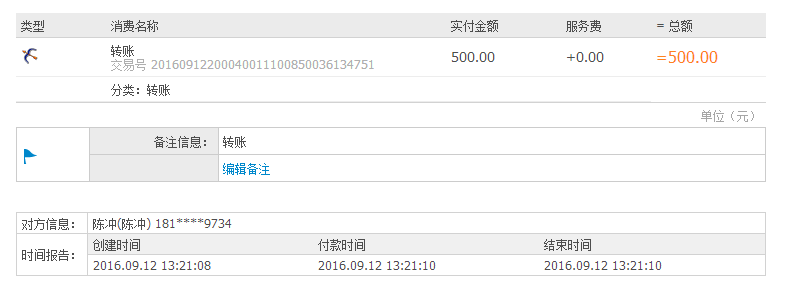 类型 消费名称 实付金额 服务费 = 总额
转账 500.00 +0.00 =500.00
交易号 20160912200040011100850036134751
分类：转账
单位（元）
备注信息： 转账
编辑备注
对方信息： 陈冲(陈冲) 181****9734
时间报告： 创建时间 付款时间 结束时间
2016.09.12 13:21:08 2016.09.12 13:21:10 2016.09.12 13:21:10